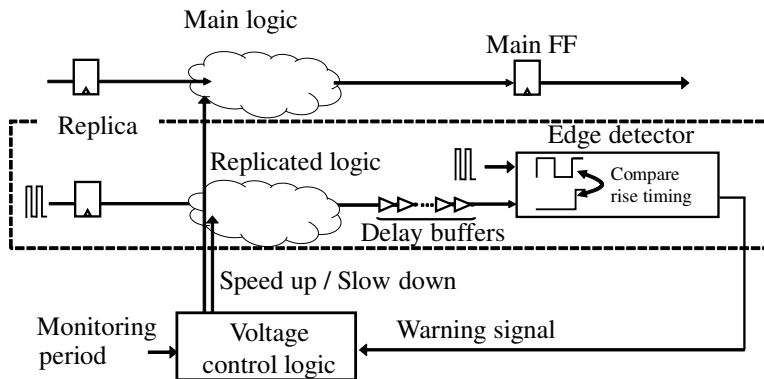 Main logic
Main FF
Replica
Edge detector
Replicated logic
Compare
rise timing
Delay buffers
Speed up / Slow down
Monitoring
period
Voltage
control logic
Warning signal